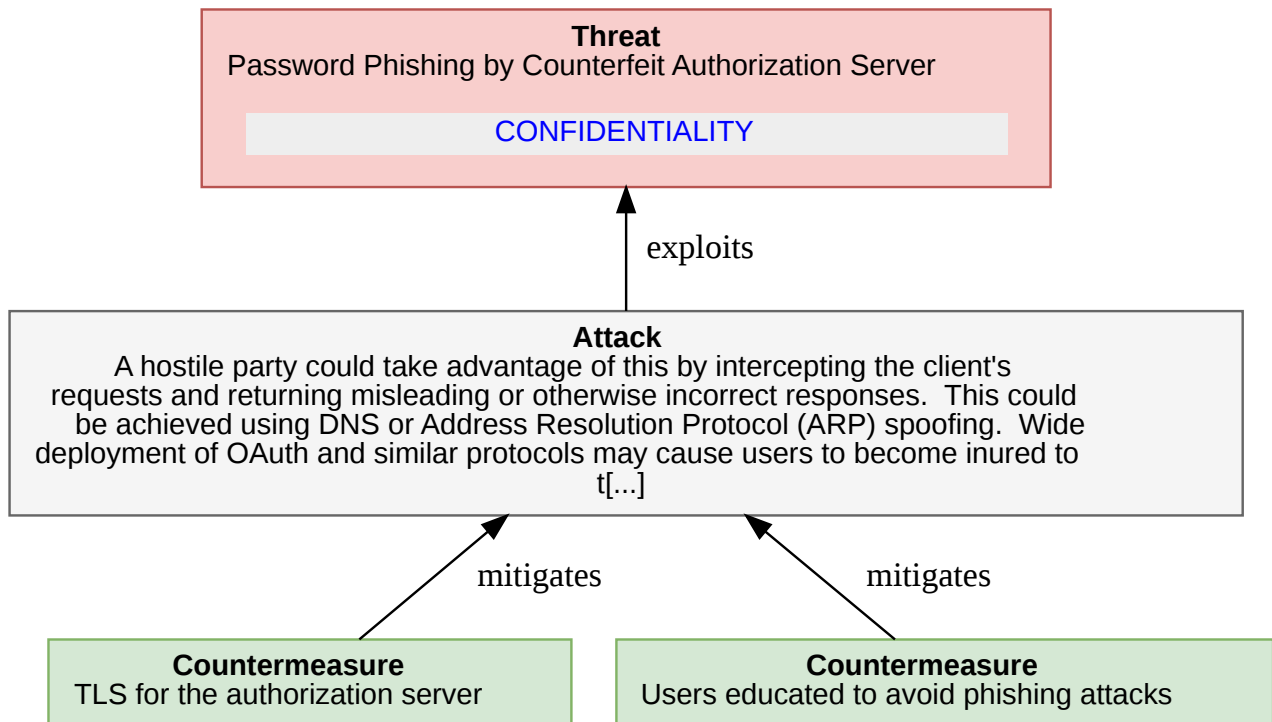 Threat
Password Phishing by Counterfeit Authorization Server
CONFIDENTIALITY
exploits
Attack
A hostile party could take advantage of this by intercepting the client's
requests and returning misleading or otherwise incorrect responses.  This could
be achieved using DNS or Address Resolution Protocol (ARP) spoofing.  Wide
deployment of OAuth and similar protocols may cause users to become inured to
t[...]
mitigates
mitigates
Countermeasure
TLS for the authorization server
Countermeasure
Users educated to avoid phishing attacks